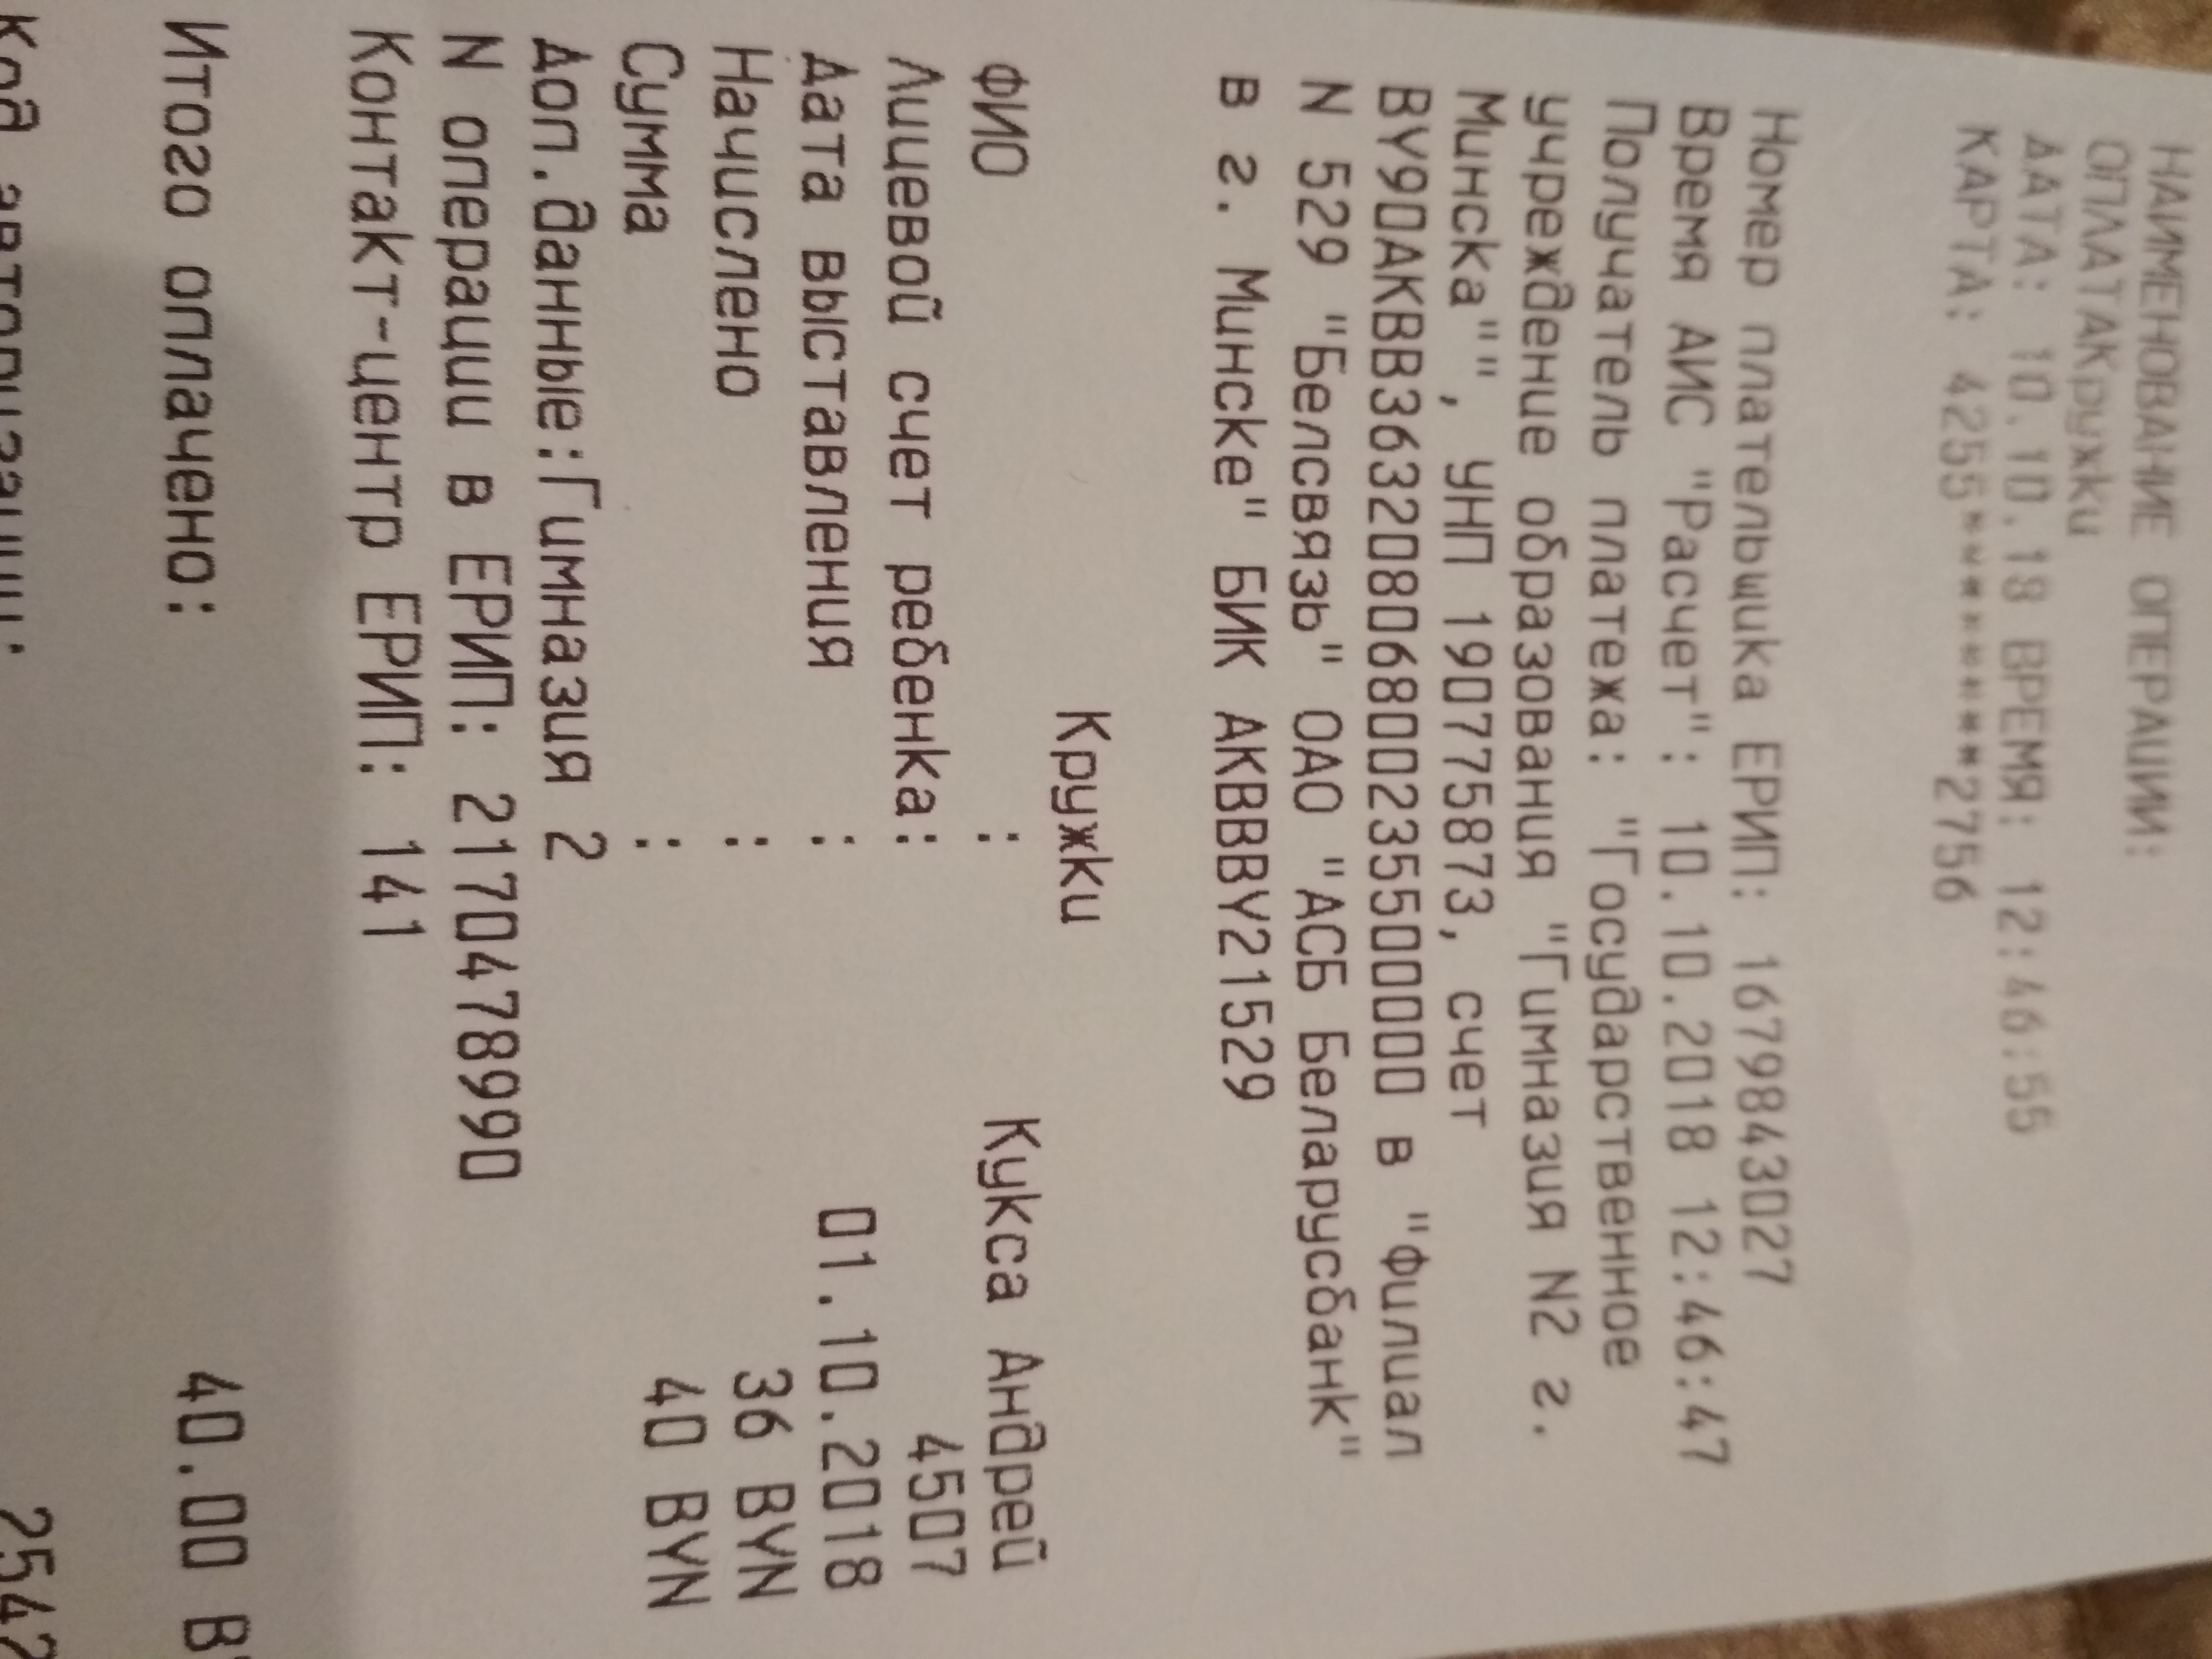 НАИМЕНОВАНИЕ ОПЕРАЦИИ:
ОПЛАТАКружки
ДАТА: 10.10.18 ВРЕМЯ: 12:46:55
КАРТА: 4255********2756
Номер плательщика ЕРИП: 1679843027
Время АИС "Расчет": 10.10.2018 12:46:47
Получатель платежа: "Государственное
учреждение образования "Гимназия N2 г.
Минска"", УНП 190775873, счет
BY90AKBB36320806800235500000 в "Филиал
N 529 "Белсвязь" ОАО "АСБ Беларусбанк"
в г. Минске" БИК AKBBBY21529
Кружки
ФИО : Кукса Андрей
Лицевой счет ребенка: 4507
Дата выставления : 01.10.2018
Начислено : 36 BYN
Сумма : 40 BYN
Доп.данные:Гимназия 2
N операции в ЕРИП: 2170478990
Контакт-центр ЕРИП: 141
Итого оплачено: 40.00 B
Код авторизации: 2542